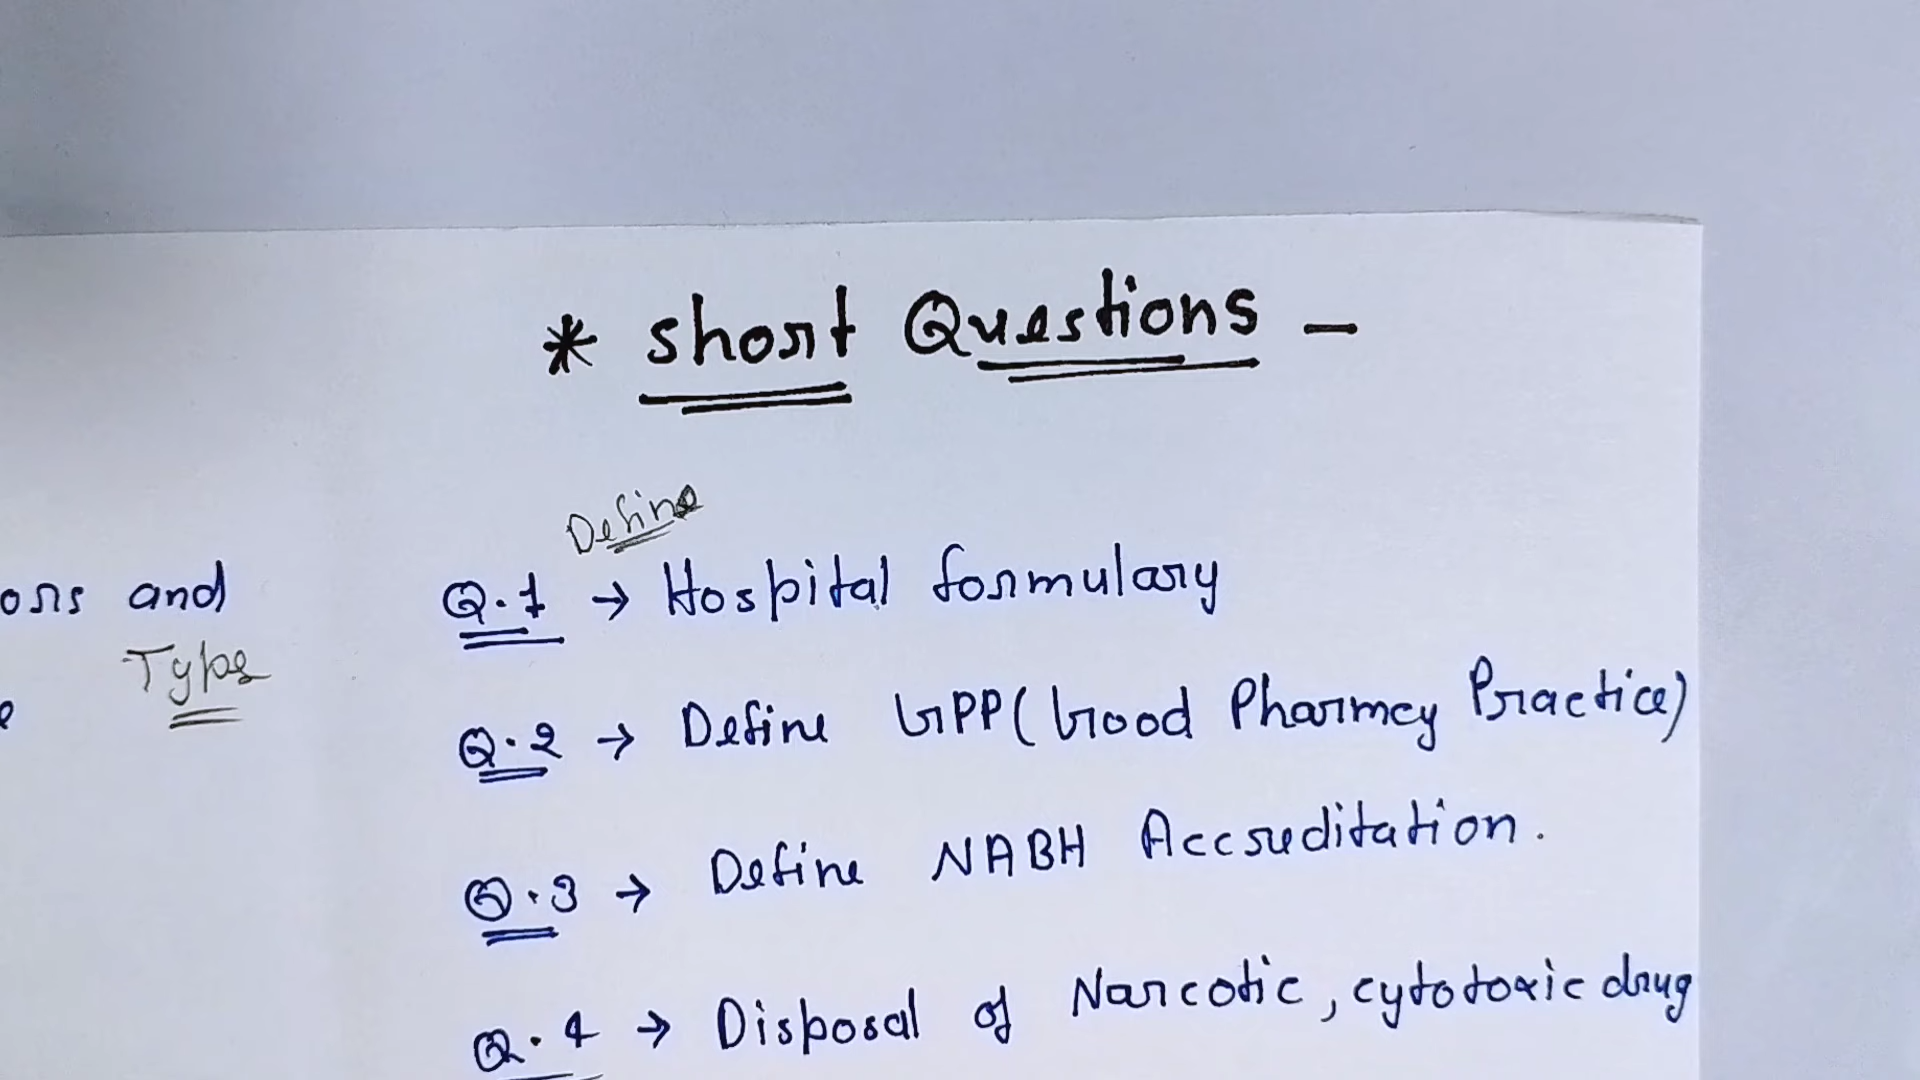 * Short Questions -
Define
Q.1 → Hospital formulary
ons and
Type
e
Q.2 → Define GPP (Good Pharmcy Practice)
Q.3 → Define NABH Accreditation.
Q.4 → Disposal of Narcotic, cytotoxic drug